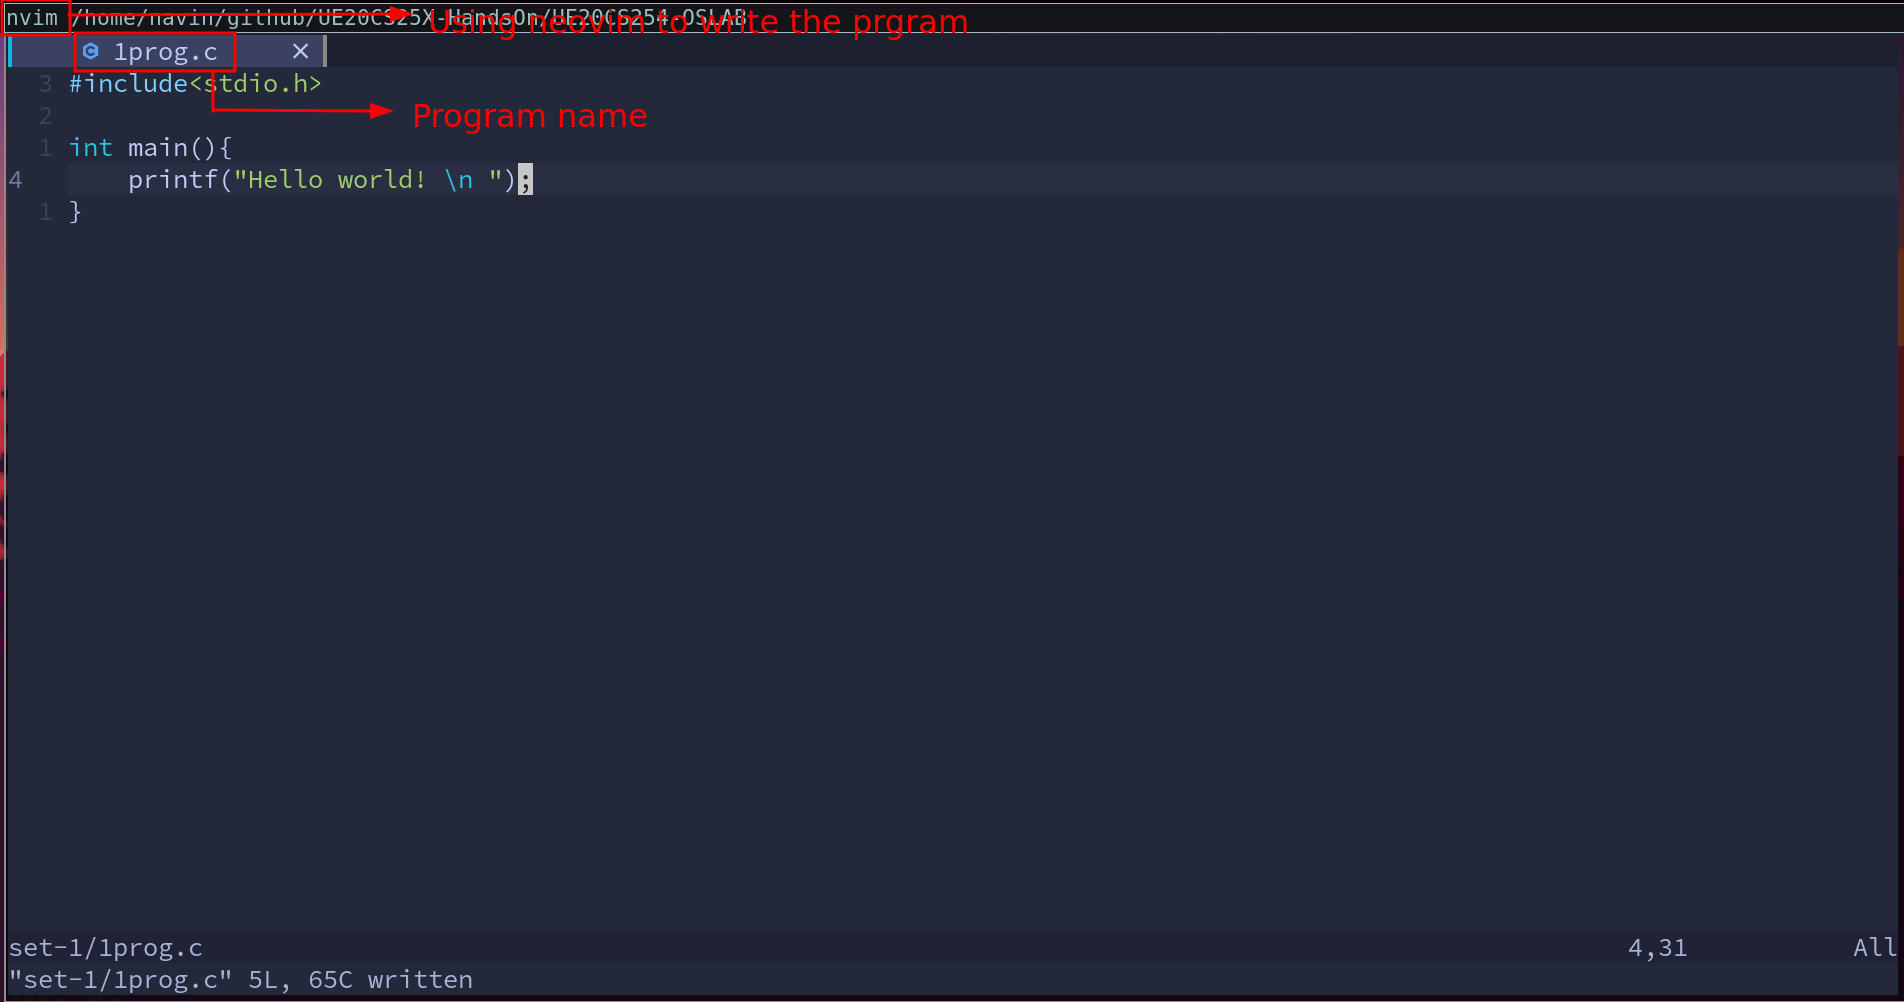 nvim /home/navin/github/UE20CS25X-HandsOn/UE20CS254-OSLAB
Using neovim to write the prgram
1prog.c ×
3 #include<stdio.h>
2
Program name
1 int main(){
4 printf("Hello world! \n ");
1 }
set-1/1prog.c 4,31 All
"set-1/1prog.c" 5L, 65C written